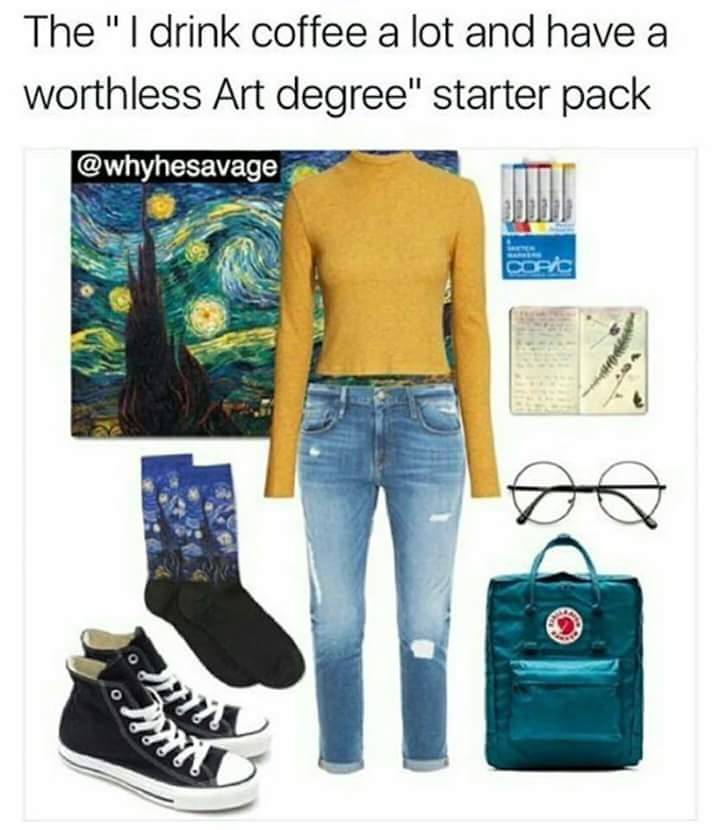 The " I drink coffee a lot and have a
worthless Art degree" starter pack
@whyhesavage
SKETCH
MARKERS
COPIC